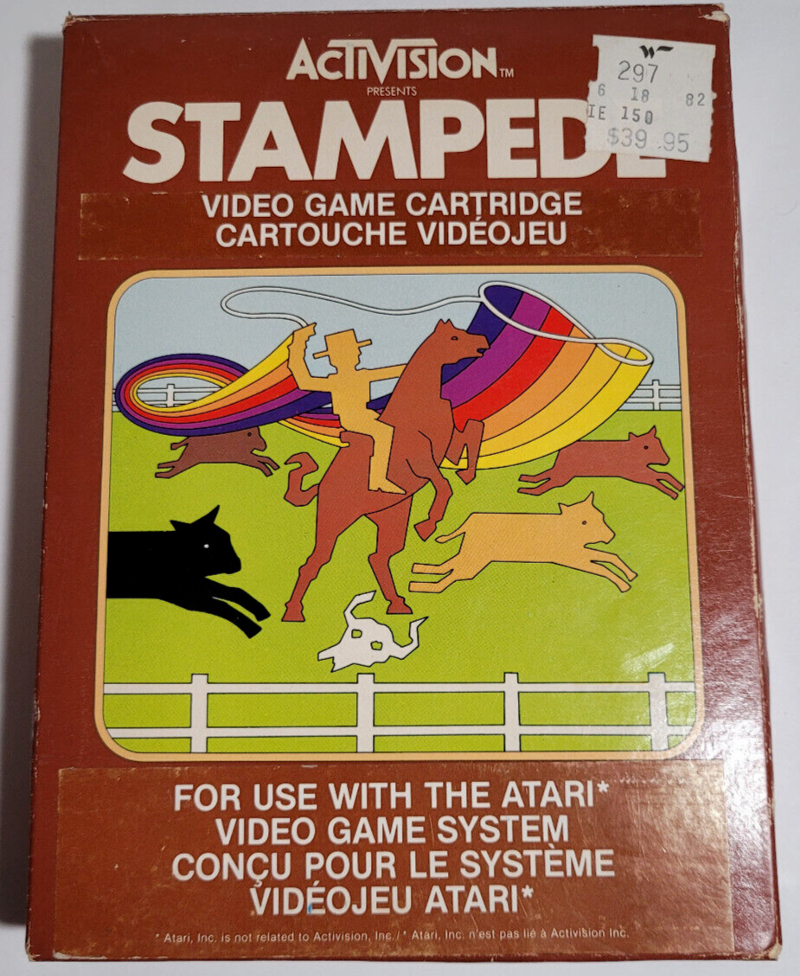 ACTIVISION™
PRESENTS
STAMPEDE
W
297
6 18 82
IE 150
$39.95
VIDEO GAME CARTRIDGE
CARTOUCHE VIDÉOJEU
FOR USE WITH THE ATARI*
VIDEO GAME SYSTEM
CONÇU POUR LE SYSTÈME
VIDÉOJEU ATARI*
* Atari, Inc. is not related to Activision, Inc. / * Atari, Inc. n'est pas lié à Activision Inc.